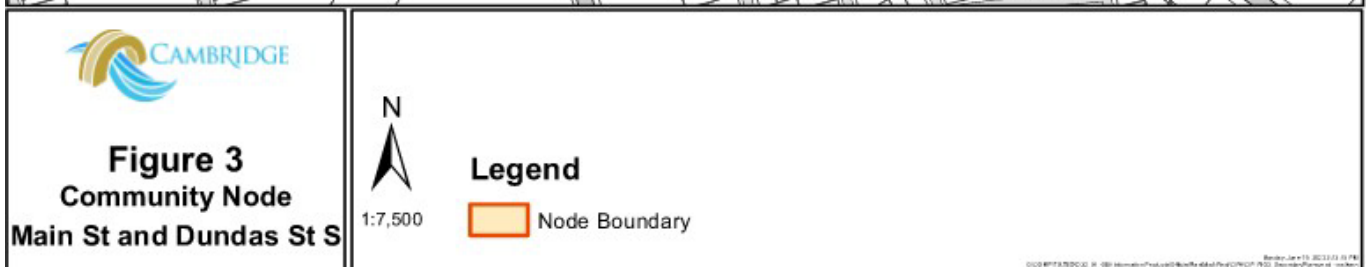 CAMBRIDGE
Figure 3
Community Node
Main St and Dundas St S
N
1:7,500
Legend
Node Boundary